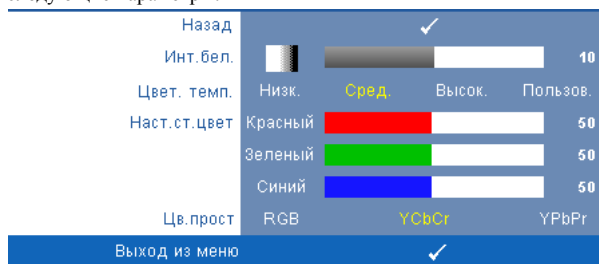 Назад ✓
Инт.бел. 10
Цвет. темп. Низк. Сред. Высок. Пользов.
Наст.ст.цвет Красный 50
Зеленый 50
Синий 50
Цв.прост RGB YCbCr YPbPr
Выход из меню ✓